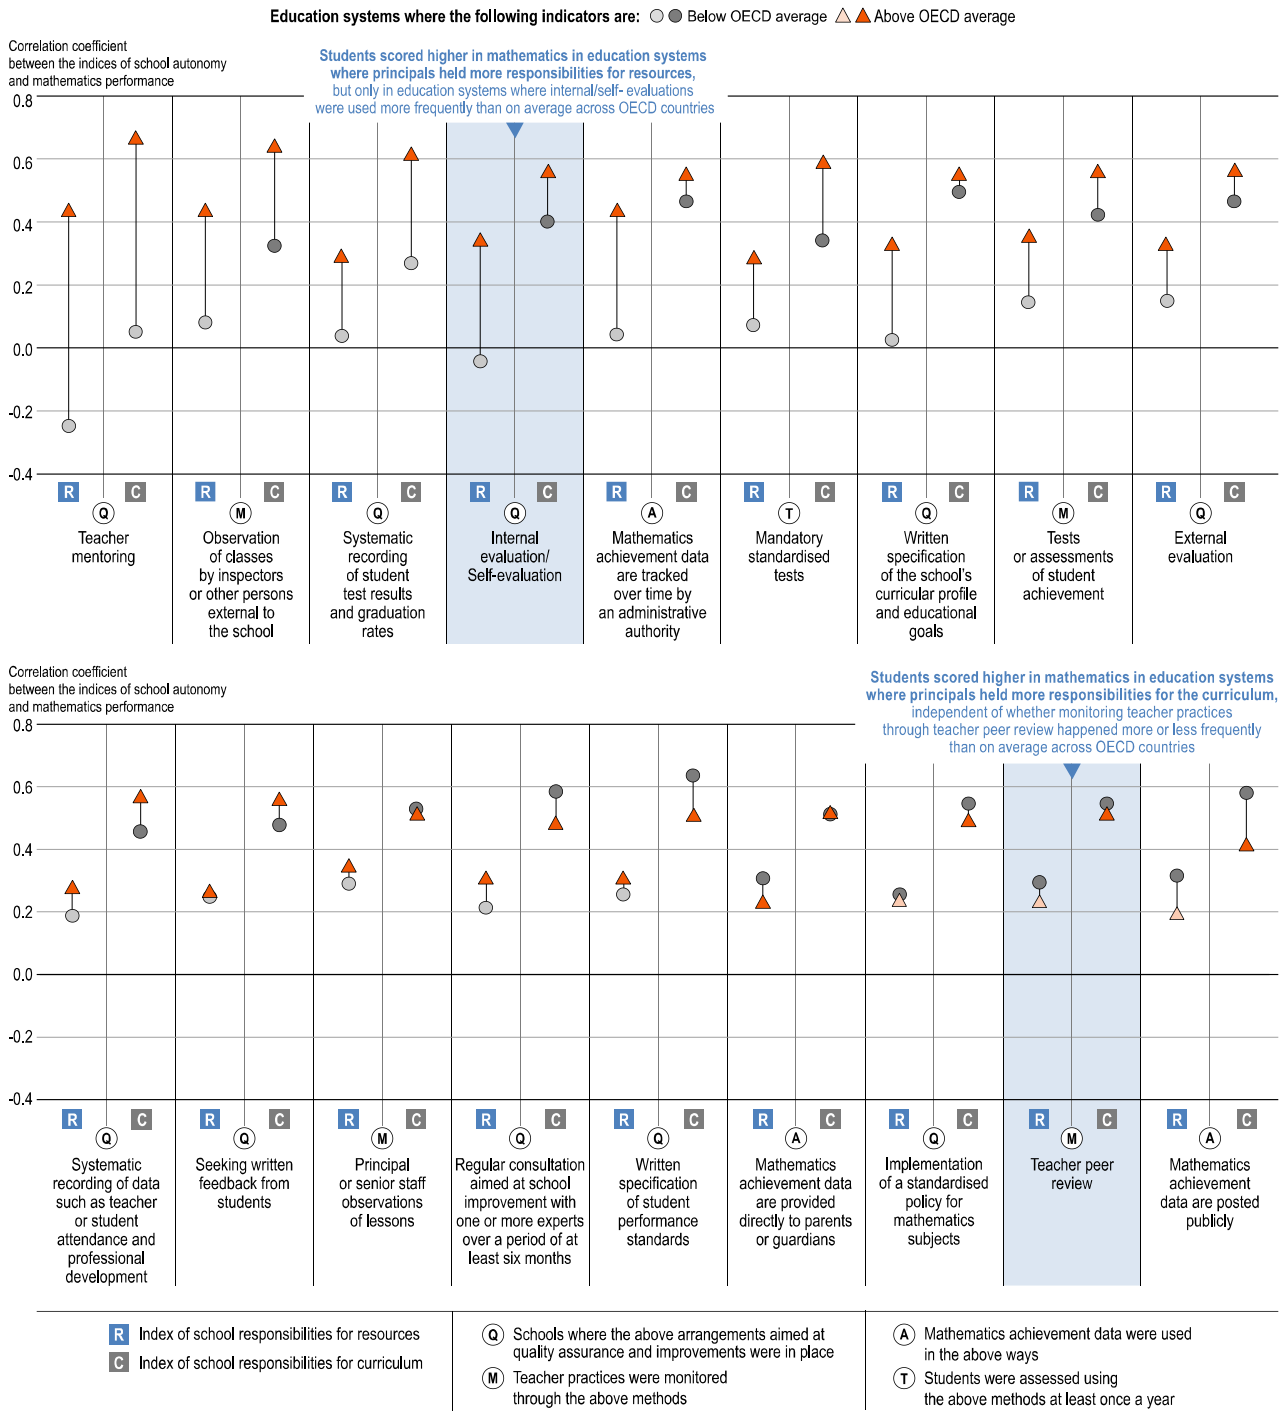 Education systems where the following indicators are: Below OECD average Above OECD average
Correlation coefficient
between the indices of school autonomy
and mathematics performance
Students scored higher in mathematics in education systems
where principals held more responsibilities for resources,
but only in education systems where internal/self- evaluations
were used more frequently than on average across OECD countries
0.8
0.6
0.4
0.2
0.0
-0.2
-0.4
R C R C R C R C R C R C R C R C R C
Q M Q Q A T Q M Q
Teacher
mentoring
Observation
of classes
by inspectors
or other persons
external to
the school
Systematic
recording
of student
test results
and graduation
rates
Internal
evaluation/
Self-evaluation
Mathematics
achievement data
are tracked
over time by
an administrative
authority
Mandatory
standardised
tests
Written
specification
of the school's
curricular profile
and educational
goals
Tests
or assessments
of student
achievement
External
evaluation
Correlation coefficient
between the indices of school autonomy
and mathematics performance
Students scored higher in mathematics in education systems
where principals held more responsibilities for the curriculum,
independent of whether monitoring teacher practices
through teacher peer review happened more or less frequently
than on average across OECD countries
0.8
0.6
0.4
0.2
0.0
-0.2
-0.4
R C R C R C R C R C R C R C R C R C
Q Q M Q Q A Q M A
Systematic
recording of data
such as teacher
or student
attendance and
professional
development
Seeking written
feedback from
students
Principal
or senior staff
observations
of lessons
Regular consultation
aimed at school
improvement with
one or more experts
over a period of at
least six months
Written
specification
of student
performance
standards
Mathematics
achievement data
are provided
directly to parents
or guardians
Implementation
of a standardised
policy for
mathematics
subjects
Teacher peer
review
Mathematics
achievement
data are posted
publicly
R Index of school responsibilities for resources
C Index of school responsibilities for curriculum
Q Schools where the above arrangements aimed at
quality assurance and improvements were in place
M Teacher practices were monitored
through the above methods
A Mathematics achievement data were used
in the above ways
T Students were assessed using
the above methods at least once a year